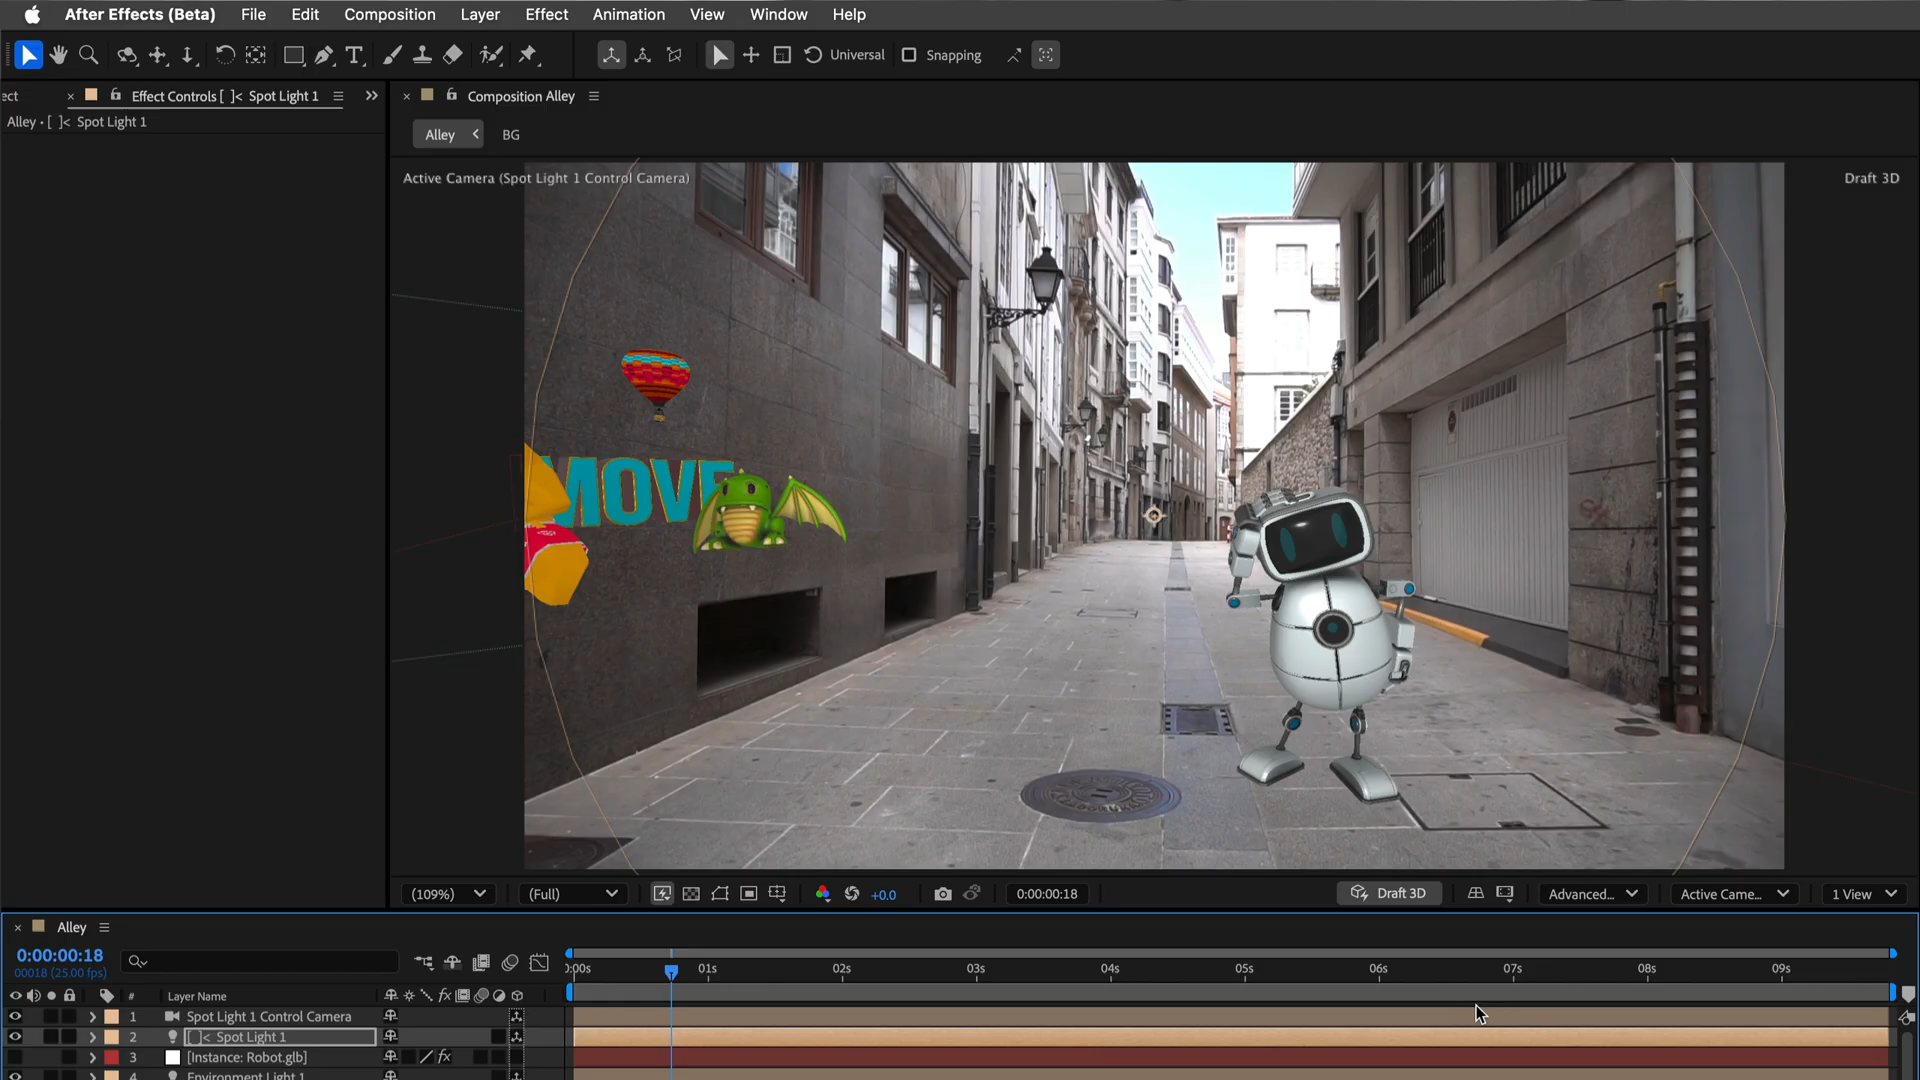 After Effects (Beta) File Edit Composition Layer Effect Animation View Window Help
Universal Snapping
ect × Effect Controls [ ]< Spot Light 1 × Composition Alley
Alley • [ ]< Spot Light 1
Alley BG
Active Camera (Spot Light 1 Control Camera) Draft 3D
MOVE
(109%) (Full) +0.0 0:00:00:18 Draft 3D Advanced... Active Came... 1 View
× Alley
0:00:00:18
00018 (25.00 fps)
0:00s 01s 02s 03s 04s 05s 06s 07s 08s 09s
# Layer Name fx
1 Spot Light 1 Control Camera
2 [ ]< Spot Light 1
3 [Instance: Robot.glb] fx
4 Environment Light 1